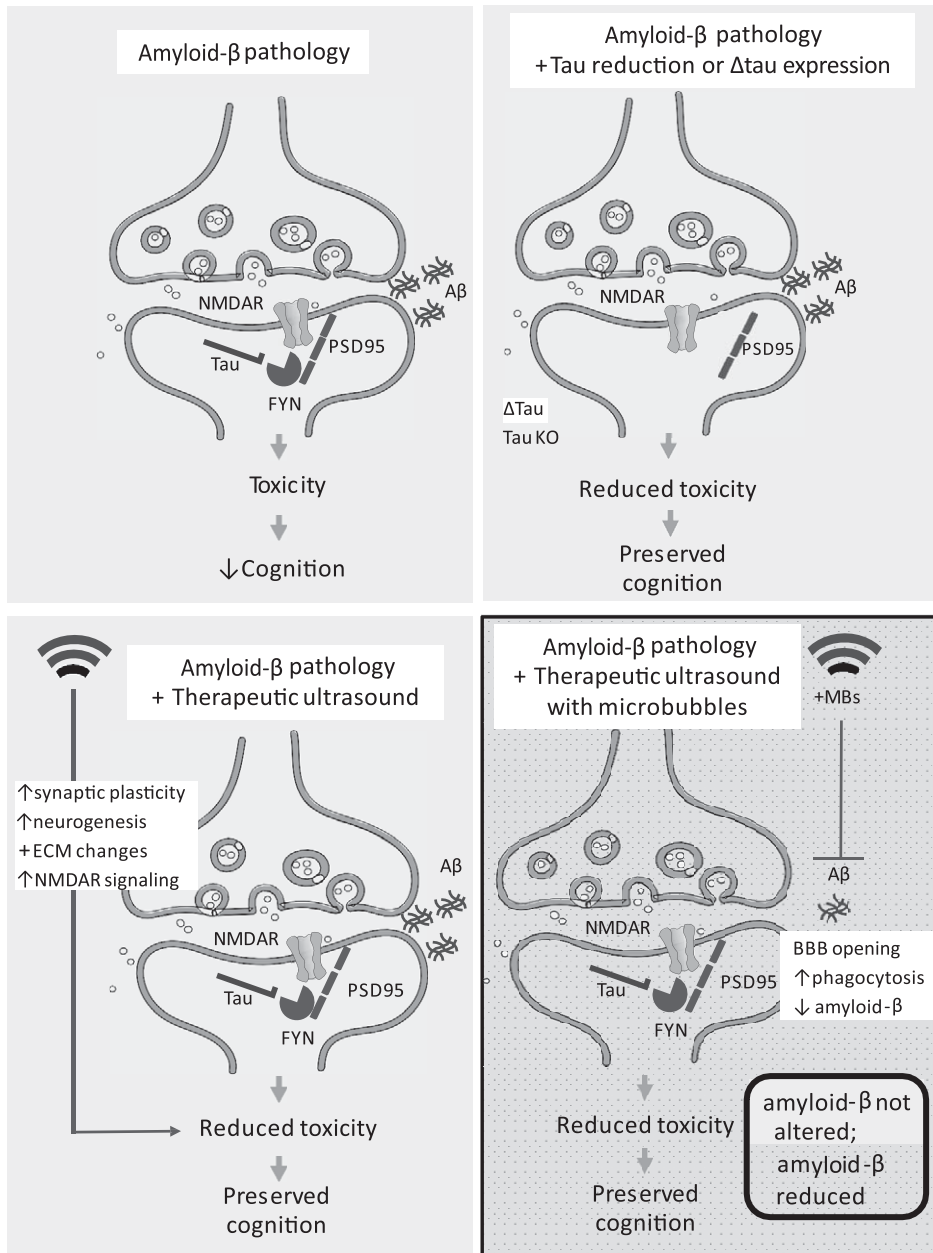 Amyloid-β pathology
NMDAR
Aβ
Tau
PSD95
FYN
Toxicity
↓Cognition
Amyloid-β pathology
+Tau reduction or Δtau expression
NMDAR
Aβ
PSD95
ΔTau
Tau KO
Reduced toxicity
Preserved
cognition
Amyloid-β pathology
+ Therapeutic ultrasound
↑synaptic plasticity
↑neurogenesis
+ECM changes
↑NMDAR signaling
Aβ
NMDAR
Tau
PSD95
FYN
Reduced toxicity
Preserved
cognition
Amyloid-β pathology
+ Therapeutic ultrasound
with microbubbles
+MBs
Aβ
NMDAR
BBB opening
↑phagocytosis
↓ amyloid-β
Tau
PSD95
FYN
Reduced toxicity
Preserved
cognition
amyloid-β not
altered;
amyloid-β
reduced